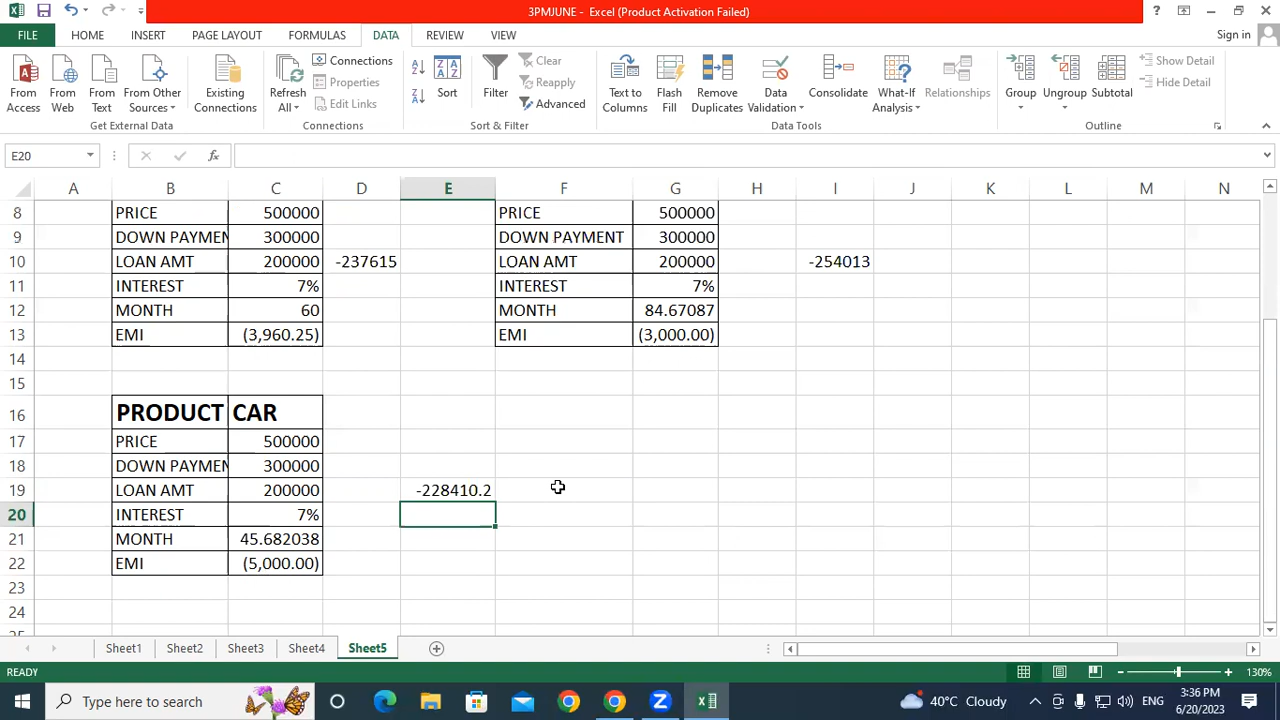 3PMJUNE - Excel (Product Activation Failed)
FILE HOME INSERT PAGE LAYOUT FORMULAS DATA REVIEW VIEW Sign in
From Access
From Web
From Text
From Other Sources
Existing Connections
Get External Data
Refresh All
Connections
Properties
Edit Links
Connections
Sort
Filter
Clear
Reapply
Advanced
Sort & Filter
Text to Columns
Flash Fill
Remove Duplicates
Data Validation
Consolidate
What-If Analysis
Relationships
Data Tools
Group
Ungroup
Subtotal
Show Detail
Hide Detail
Outline
E20
A B C D E F G H I J K L M N
8 PRICE 500000 PRICE 500000
9 DOWN PAYMEN 300000 DOWN PAYMENT 300000
10 LOAN AMT 200000 -237615 LOAN AMT 200000 -254013
11 INTEREST 7% INTEREST 7%
12 MONTH 60 MONTH 84.67087
13 EMI (3,960.25) EMI (3,000.00)
14
15
16 PRODUCT CAR
17 PRICE 500000
18 DOWN PAYMEN 300000
19 LOAN AMT 200000 -228410.2
20 INTEREST 7%
21 MONTH 45.682038
22 EMI (5,000.00)
23
24
25
Sheet1 Sheet2 Sheet3 Sheet4 Sheet5
READY 130%
Type here to search 40°C Cloudy ENG 3:36 PM
6/20/2023